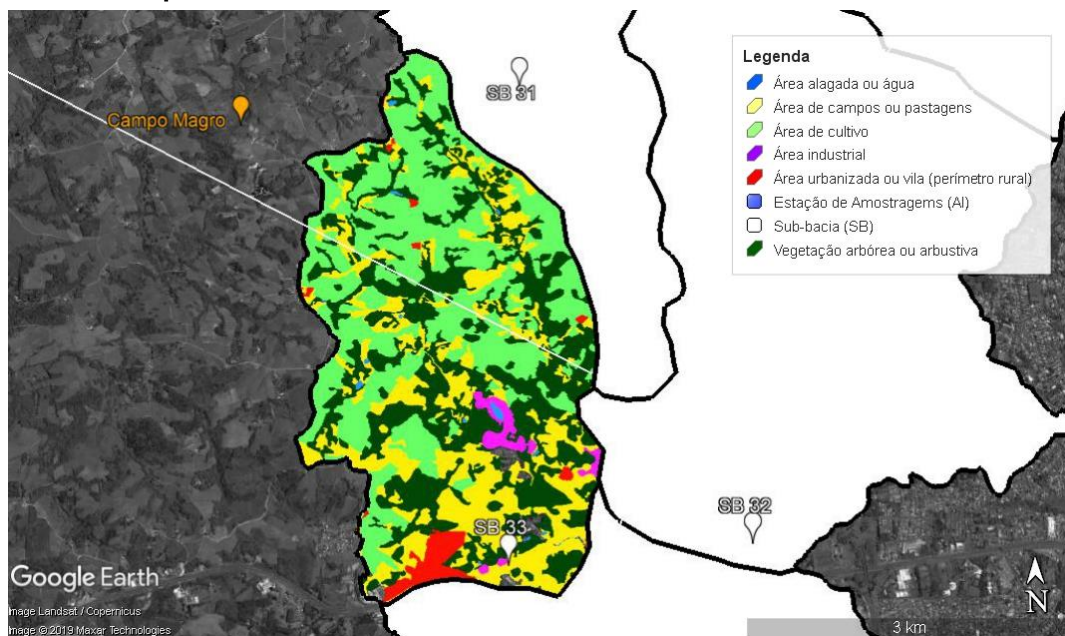 SB 31
Campo Magro
Legenda
Área alagada ou água
Área de campos ou pastagens
Área de cultivo
Área industrial
Área urbanizada ou vila (perímetro rural)
Estação de Amostragems (AI)
Sub-bacia (SB)
Vegetação arbórea ou arbustiva
SB 32
SB 33
Google Earth
Image Landsat / Copernicus
Image © 2019 Maxar Technologies
N
3 km